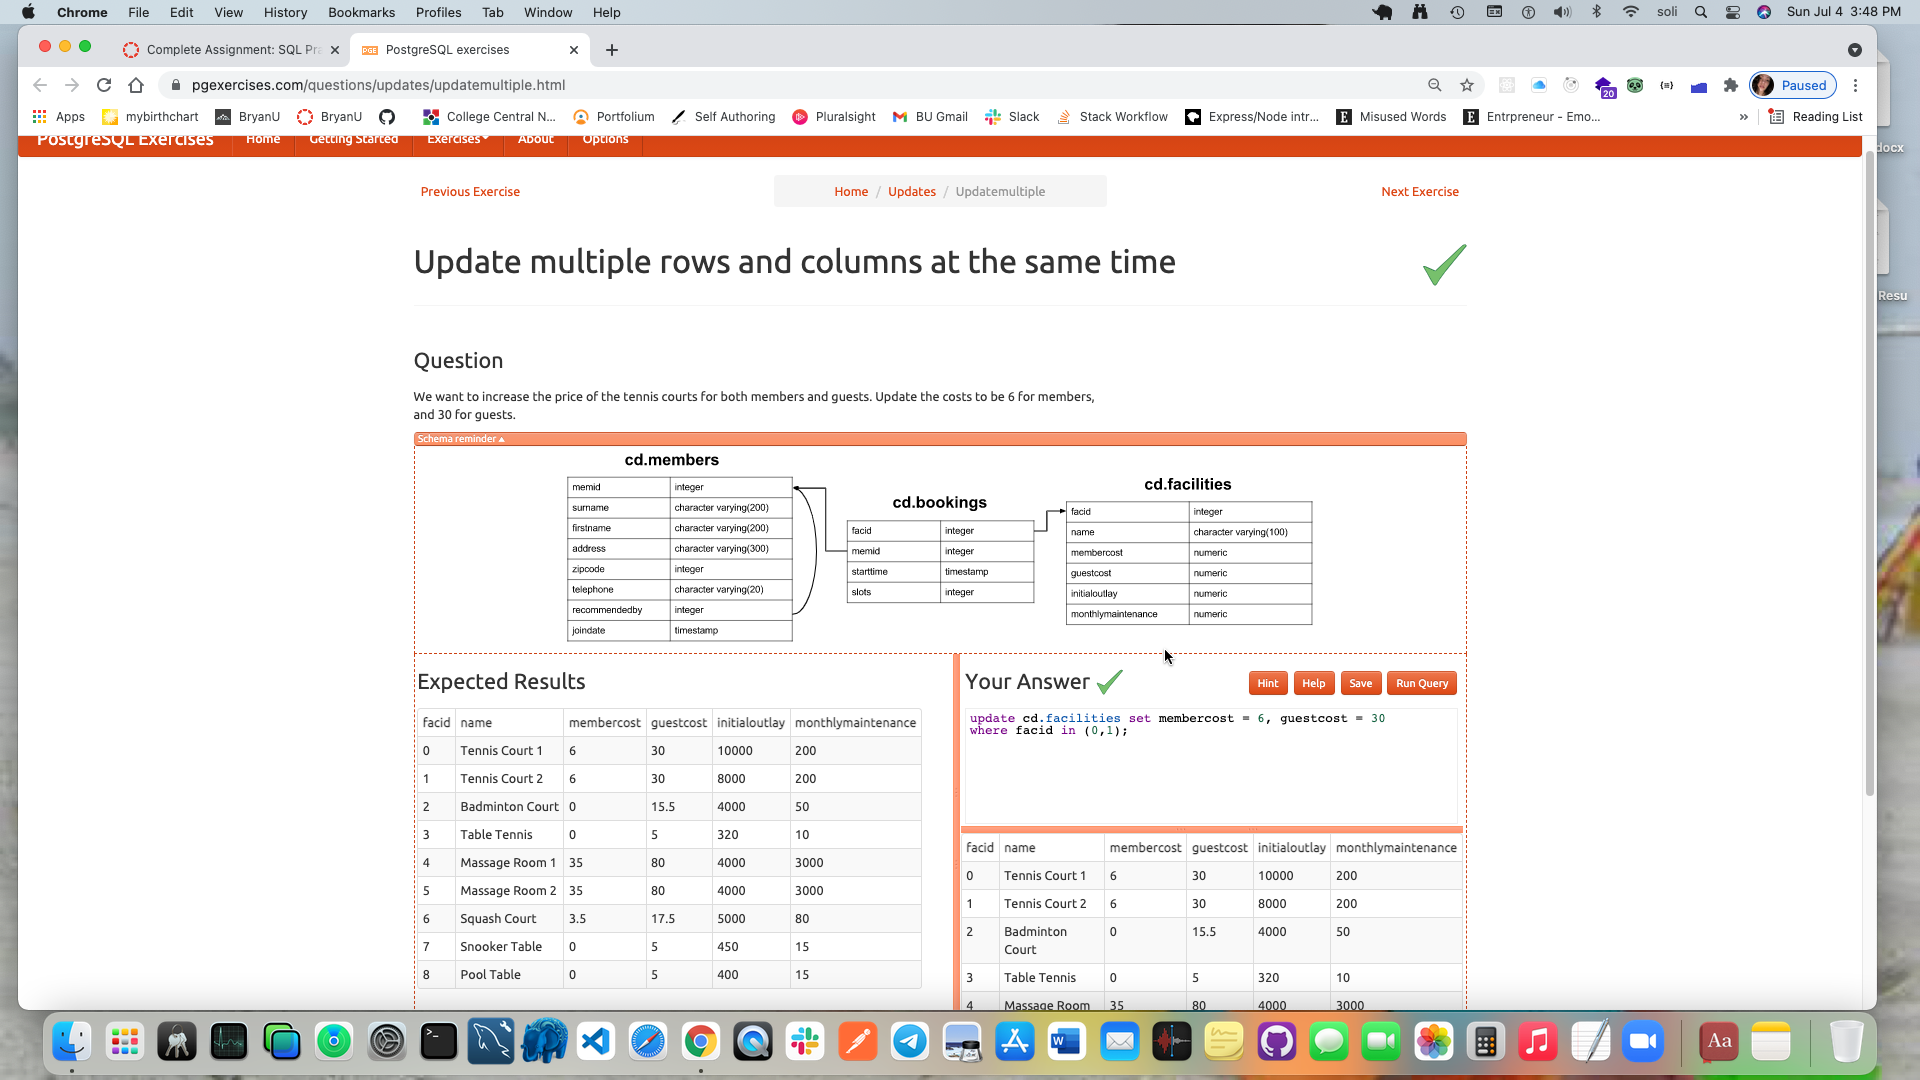 Chrome File Edit View History Bookmarks Profiles Tab Window Help soli Sun Jul 4 3:48 PM
Complete Assignment: SQL Pr PGE PostgreSQL exercises
pgexercises.com/questions/updates/updatemultiple.html 20 Paused
Apps mybirthchart BryanU BryanU College Central N... Portfolium Self Authoring Pluralsight BU Gmail Slack Stack Workflow Express/Node intr... Misused Words Entrpreneur - Emo... » Reading List
PostgreSQL Exercises Home Getting Started Exercises About Options
docx
Resu
Previous Exercise Home / Updates / Updatemultiple Next Exercise
Update multiple rows and columns at the same time
Question
We want to increase the price of the tennis courts for both members and guests. Update the costs to be 6 for members,
and 30 for guests.
Schema reminder
cd.members
memid integer
surname character varying(200)
firstname character varying(200)
address character varying(300)
zipcode integer
telephone character varying(20)
recommendedby integer
joindate timestamp
cd.bookings
facid integer
memid integer
starttime timestamp
slots integer
cd.facilities
facid integer
name character varying(100)
membercost numeric
guestcost numeric
initialoutlay numeric
monthlymaintenance numeric
Expected Results
facid name membercost guestcost initialoutlay monthlymaintenance
0 Tennis Court 1 6 30 10000 200
1 Tennis Court 2 6 30 8000 200
2 Badminton Court 0 15.5 4000 50
3 Table Tennis 0 5 320 10
4 Massage Room 1 35 80 4000 3000
5 Massage Room 2 35 80 4000 3000
6 Squash Court 3.5 17.5 5000 80
7 Snooker Table 0 5 450 15
8 Pool Table 0 5 400 15
Your Answer Hint Help Save Run Query
update cd.facilities set membercost = 6, guestcost = 30
where facid in (0,1);
facid name membercost guestcost initialoutlay monthlymaintenance
0 Tennis Court 1 6 30 10000 200
1 Tennis Court 2 6 30 8000 200
2 Badminton Court 0 15.5 4000 50
3 Table Tennis 0 5 320 10
4 Massage Room 35 80 4000 3000
Aa